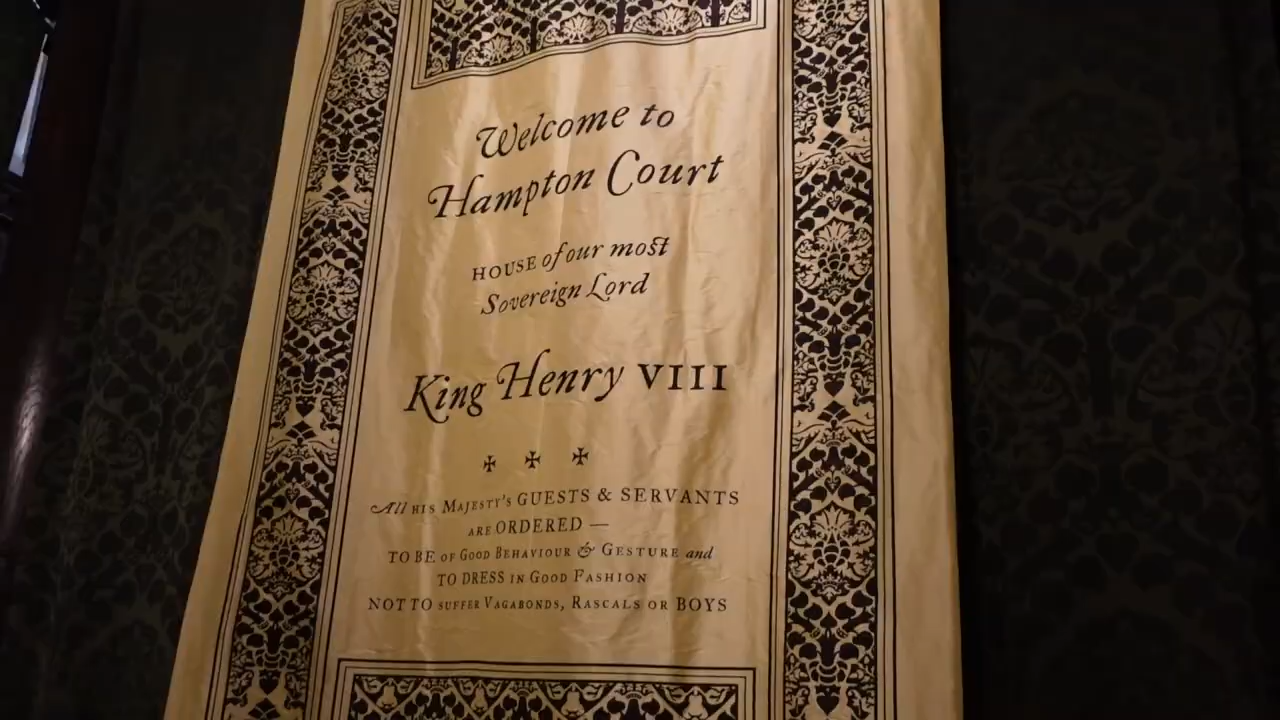 Welcome to
Hampton Court
HOUSE of our most
Sovereign Lord
King Henry VIII
All HIS MAJESTY'S GUESTS & SERVANTS
ARE ORDERED —
TO BE OF GOOD BEHAVIOUR & GESTURE and
TO DRESS IN GOOD FASHION
NOT TO SUFFER VAGABONDS, RASCALS OR BOYS